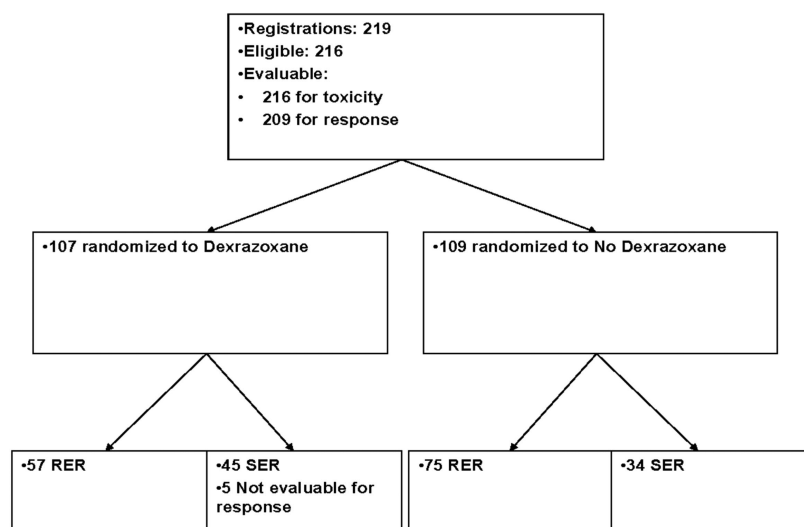 •Registrations: 219
•Eligible: 216
•Evaluable:
• 216 for toxicity
• 209 for response
•107 randomized to Dexrazoxane
•109 randomized to No Dexrazoxane
•57 RER
•45 SER
•5 Not evaluable for
response
•75 RER
•34 SER